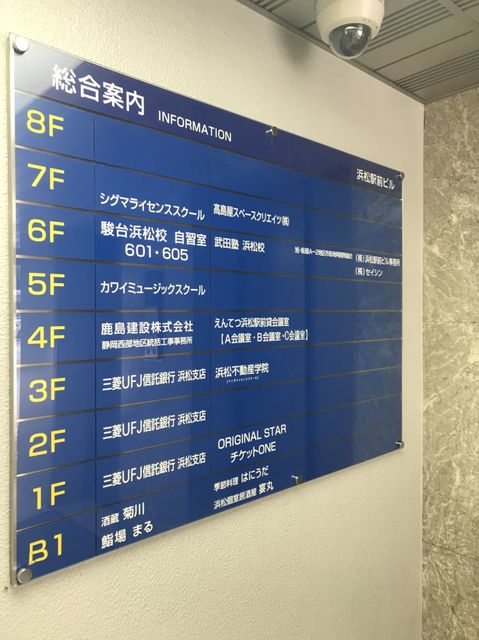 総合案内 INFORMATION
浜松駅前ビル
8F
7F
シグマライセンススクール
高島屋スペースクリエイツ(株)
6F
駿台浜松校 自習室
601・605
武田塾 浜松校
(株)浜松駅前ビル事務所
(株)セイシン
5F
カワイミュージックスクール
4F
鹿島建設株式会社
静岡西部地区統括工事事務所
えんてつ浜松駅前貸会議室
【A会議室・B会議室・C会議室】
3F
三菱UFJ信託銀行 浜松支店
浜松不動産学院
2F
三菱UFJ信託銀行 浜松支店
1F
三菱UFJ信託銀行 浜松支店
ORIGINAL STAR
チケットONE
B1
酒蔵 菊川
鮨場 まる
季節料理 はにうだ
浜松個室居酒屋 宴丸